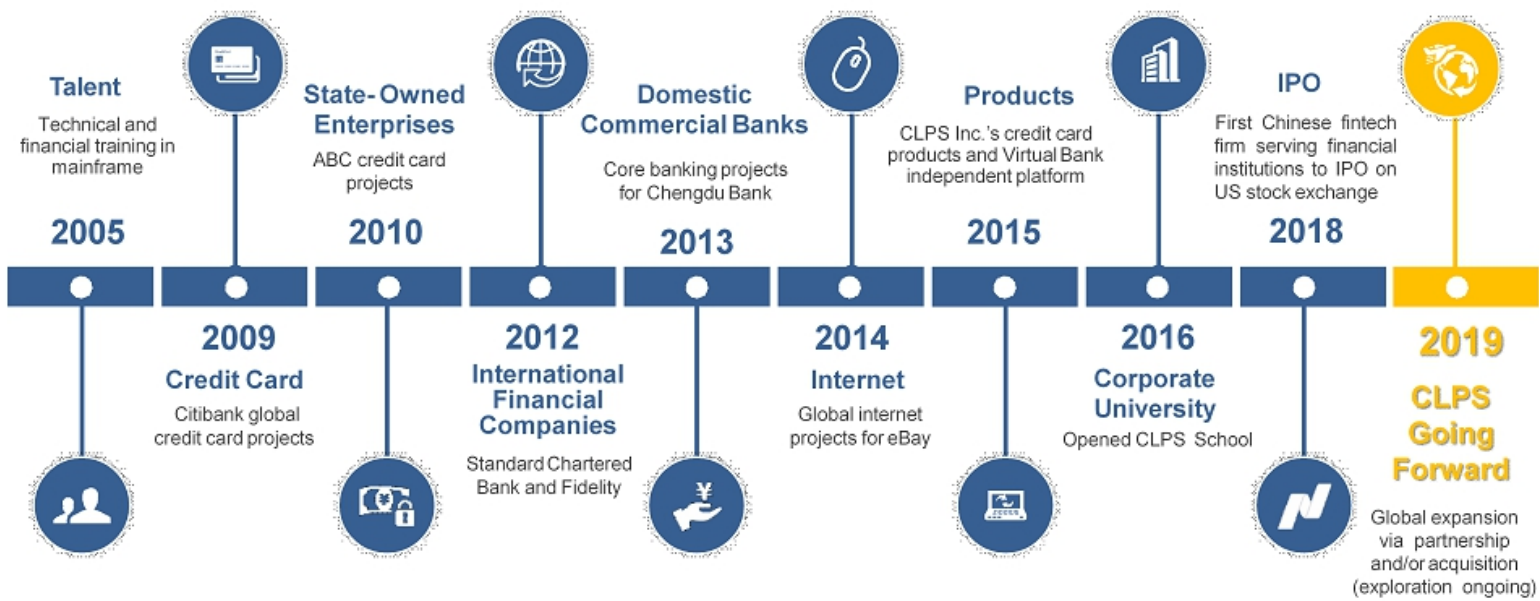 Talent
Technical and
financial training in
mainframe
2005
2009
Credit Card
Citibank global
credit card projects
State-Owned
Enterprises
ABC credit card
projects
2010
2012
International
Financial
Companies
Standard Chartered
Bank and Fidelity
Domestic
Commercial Banks
Core banking projects
for Chengdu Bank
2013
2014
Internet
Global internet
projects for eBay
Products
CLPS Inc.'s credit card
products and Virtual Bank
independent platform
2015
2016
Corporate
University
Opened CLPS School
IPO
First Chinese fintech
firm serving financial
institutions to IPO on
US stock exchange
2018
2019
CLPS
Going
Forward
Global expansion
via partnership
and/or acquisition
(exploration ongoing)
¥
¥